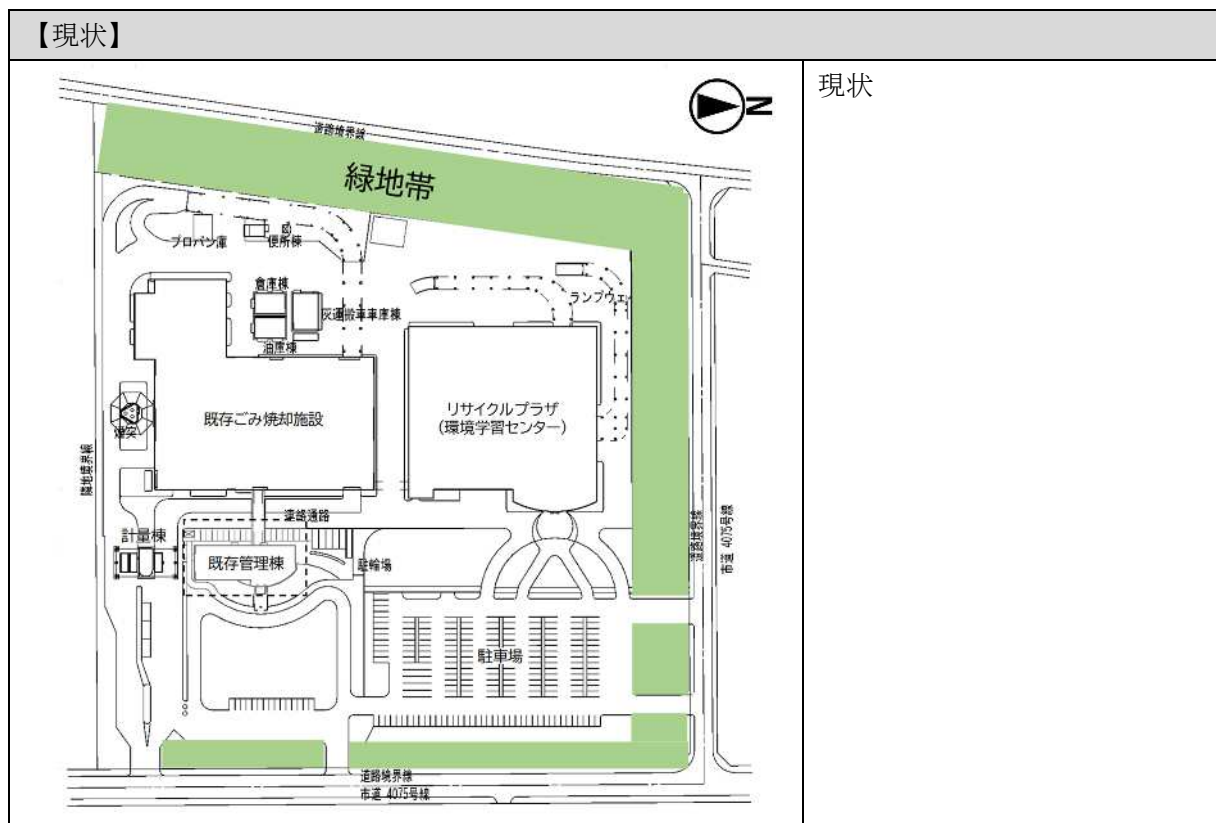 【現状】
現状
N
道路境界線
緑地帯
プロパン庫
便所棟
倉庫棟
灰運搬車車庫棟
油庫棟
ランプウェイ
煙突
既存ごみ焼却施設
リサイクルプラザ
(環境学習センター)
隣地境界線
連絡通路
計量棟
既存管理棟
駐輪場
道路境界線
市道 4075号線
駐車場
道路境界線
市道 4075号線